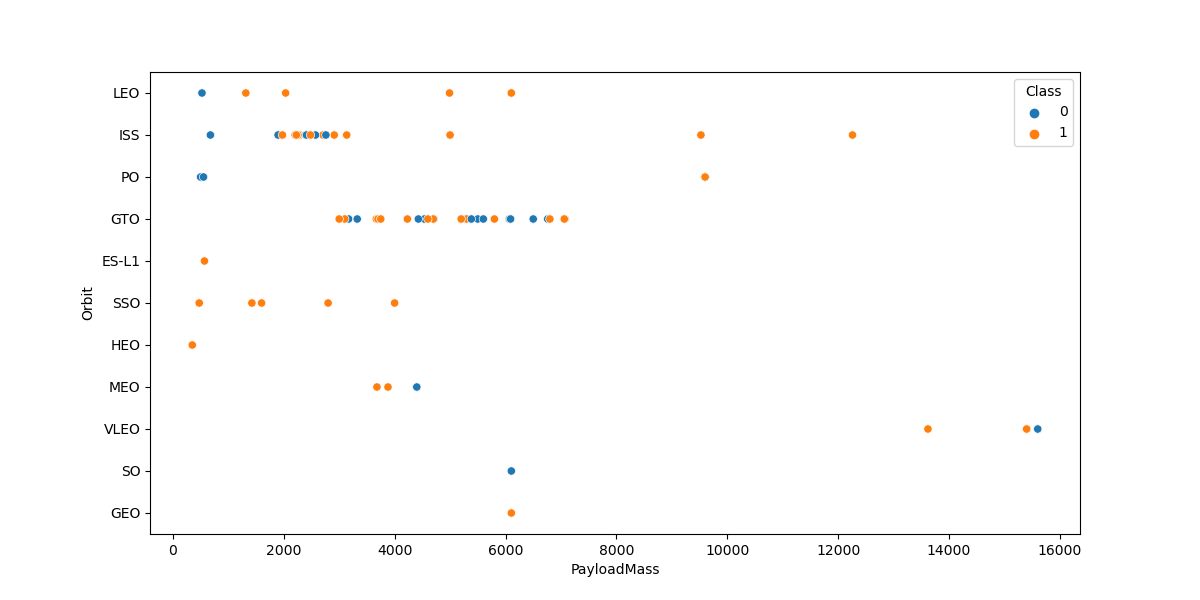 Class
0
1
LEO
ISS
PO
GTO
ES-L1
SSO
HEO
MEO
VLEO
SO
GEO
Orbit
0 2000 4000 6000 8000 10000 12000 14000 16000
PayloadMass